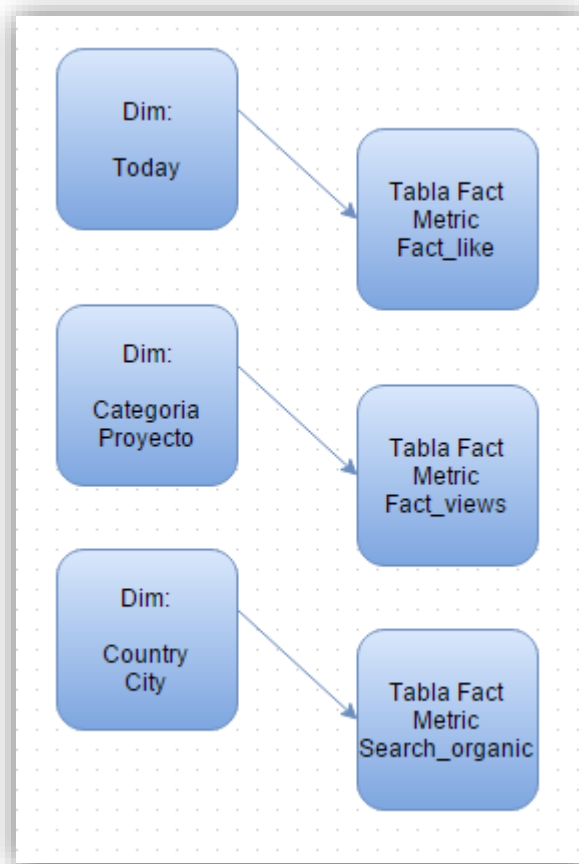 Dim:
Today
Tabla Fact
Metric
Fact_like
Dim:
Categoria
Proyecto
Tabla Fact
Metric
Fact_views
Dim:
Country
City
Tabla Fact
Metric
Search_organic